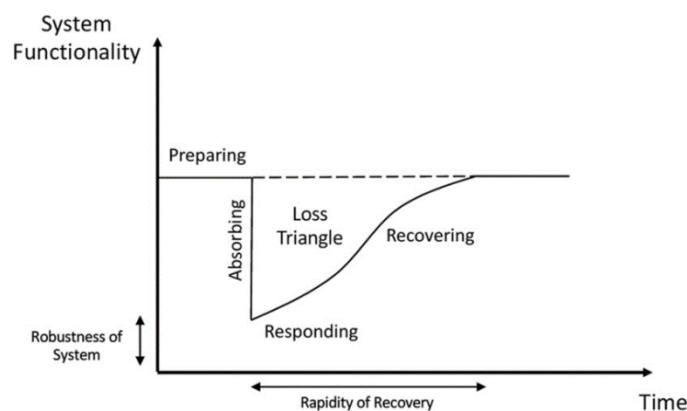 System
Functionality
Preparing
Absorbing
Loss
Triangle
Recovering
Responding
Robustness of
System
Rapidity of Recovery
Time